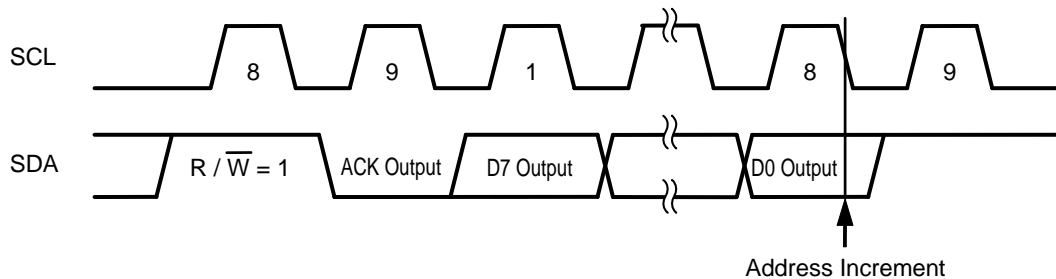 SCL
8
9
1
8
9
SDA
R / W̅ = 1
ACK Output
D7 Output
D0 Output
Address Increment